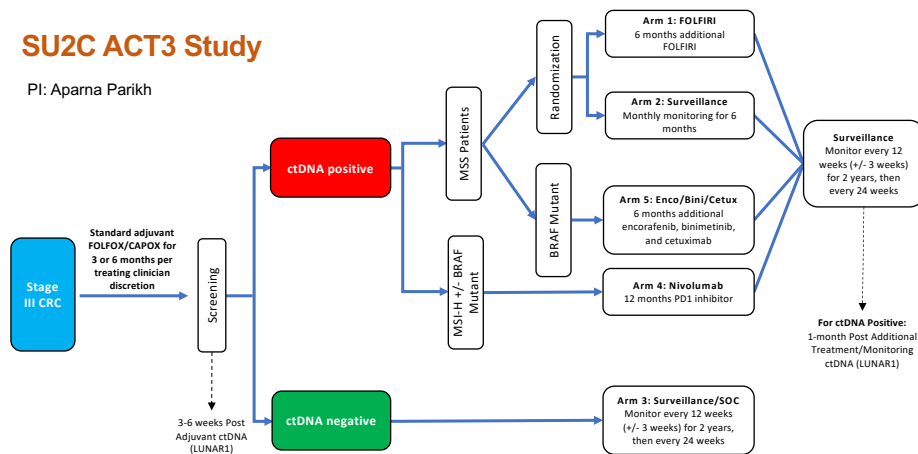 SU2C ACT3 Study
PI: Aparna Parikh
Stage
III CRC
Standard adjuvant
FOLFOX/CAPOX for
3 or 6 months per
treating clinician
discretion
Screening
3-6 weeks Post
Adjuvant ctDNA
(LUNAR1)
ctDNA positive
ctDNA negative
MSS Patients
MSI-H +/- BRAF
Mutant
Randomization
BRAF Mutant
Arm 1: FOLFIRI
6 months additional
FOLFIRI
Arm 2: Surveillance
Monthly monitoring for 6
months
Arm 5: Enco/Bini/Cetux
6 months additional
encorafenib, binimetinib,
and cetuximab
Arm 4: Nivolumab
12 months PD1 inhibitor
Arm 3: Surveillance/SOC
Monitor every 12 weeks
(+/- 3 weeks) for 2 years,
then every 24 weeks
Surveillance
Monitor every 12
weeks (+/- 3 weeks)
for 2 years, then
every 24 weeks
For ctDNA Positive:
1-month Post Additional
Treatment/Monitoring
ctDNA (LUNAR1)